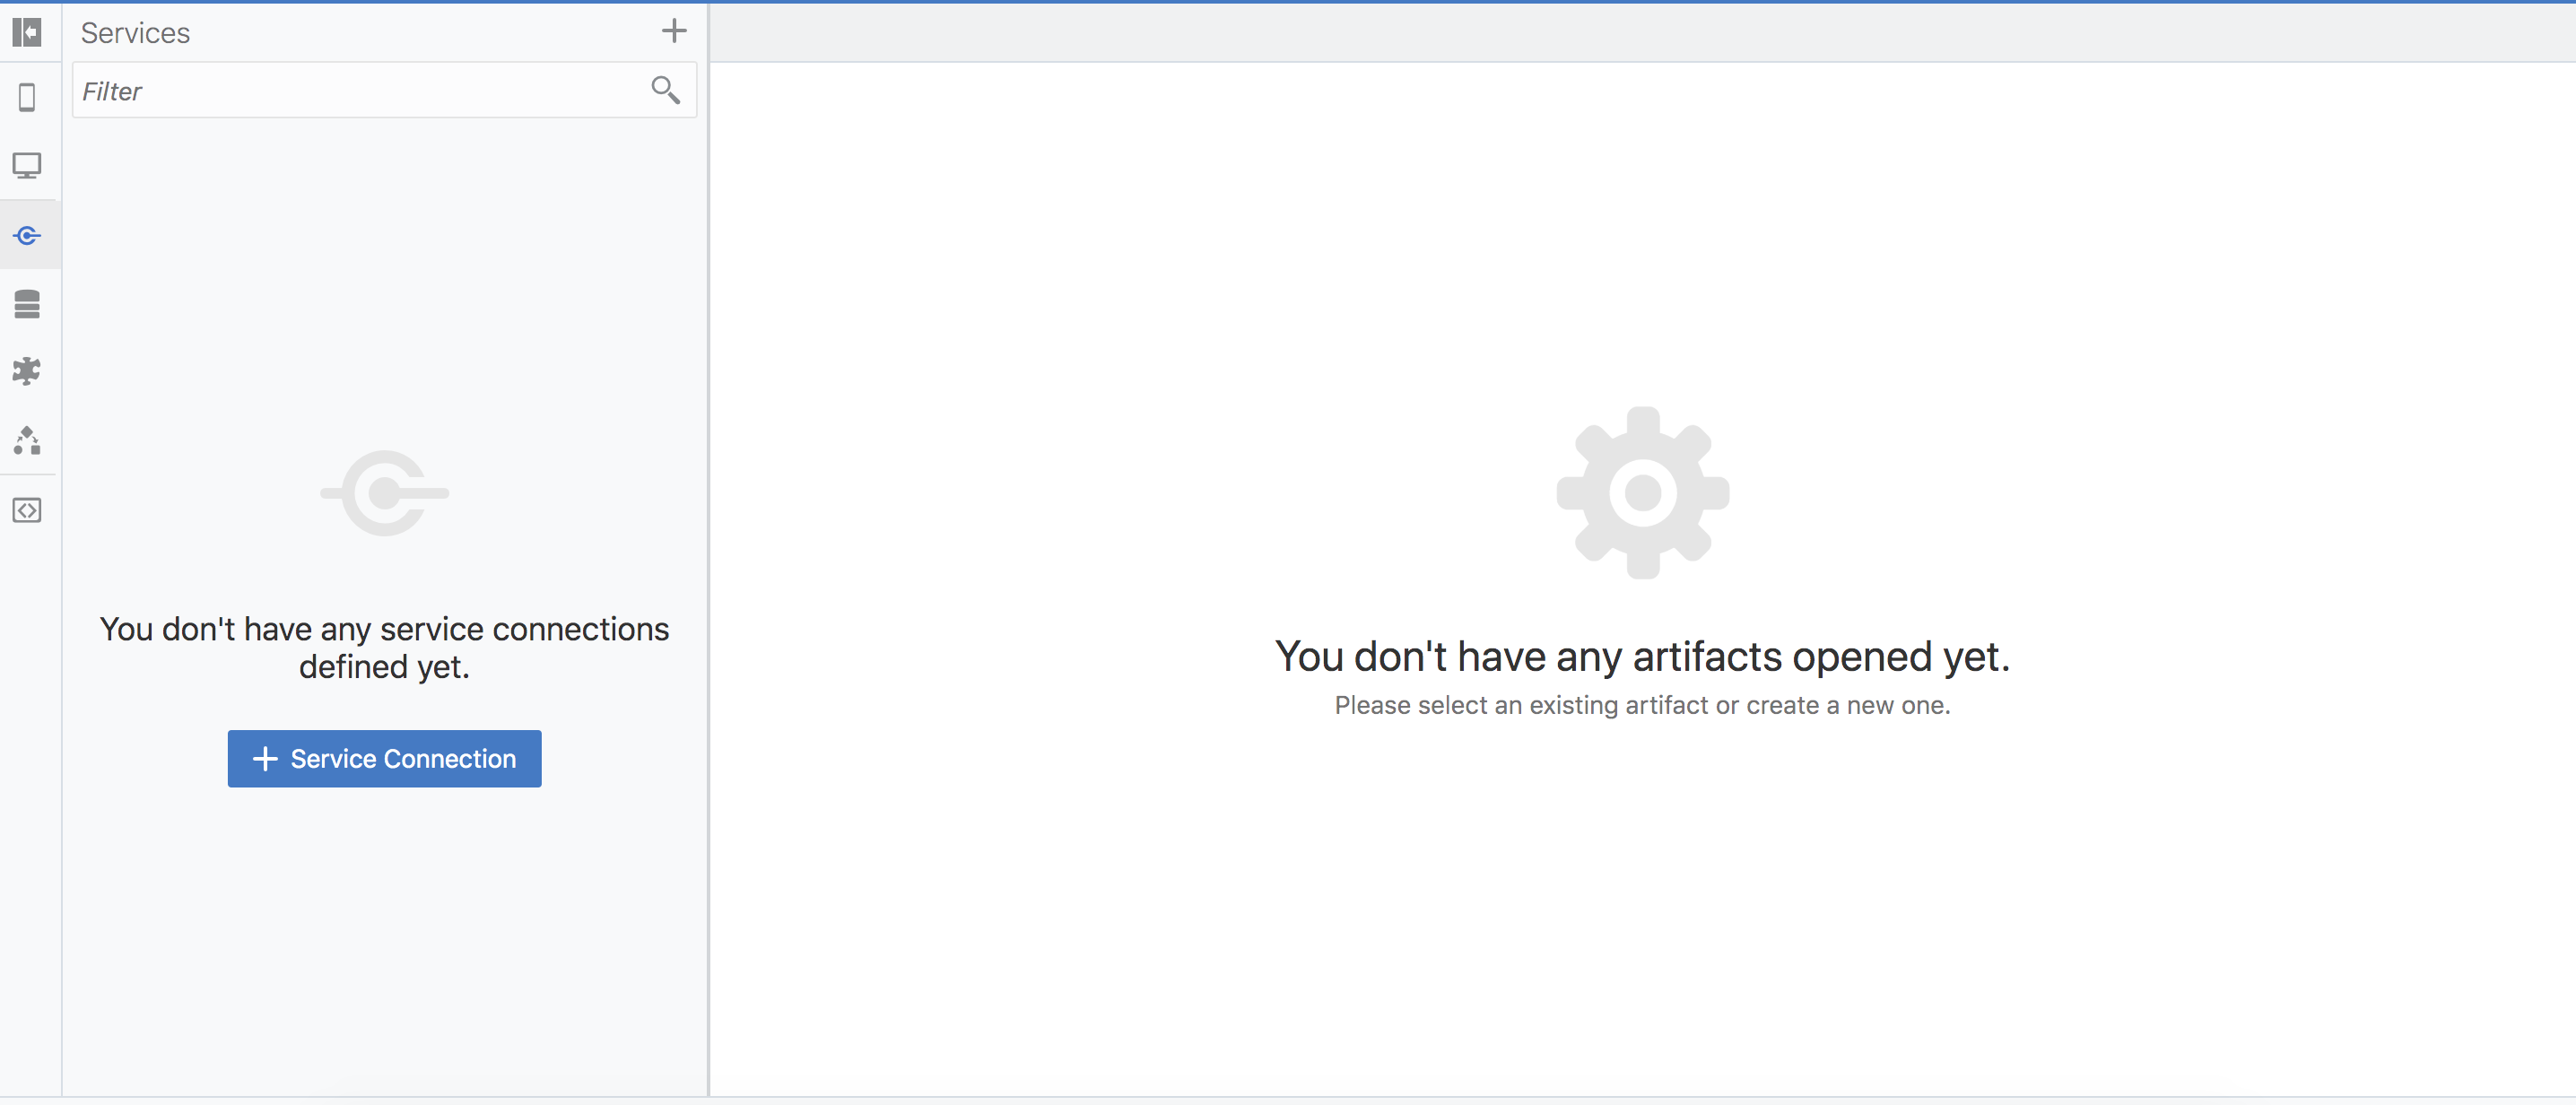 Services
Filter
You don't have any service connections
defined yet.
Service Connection
You don't have any artifacts opened yet.
Please select an existing artifact or create a new one.